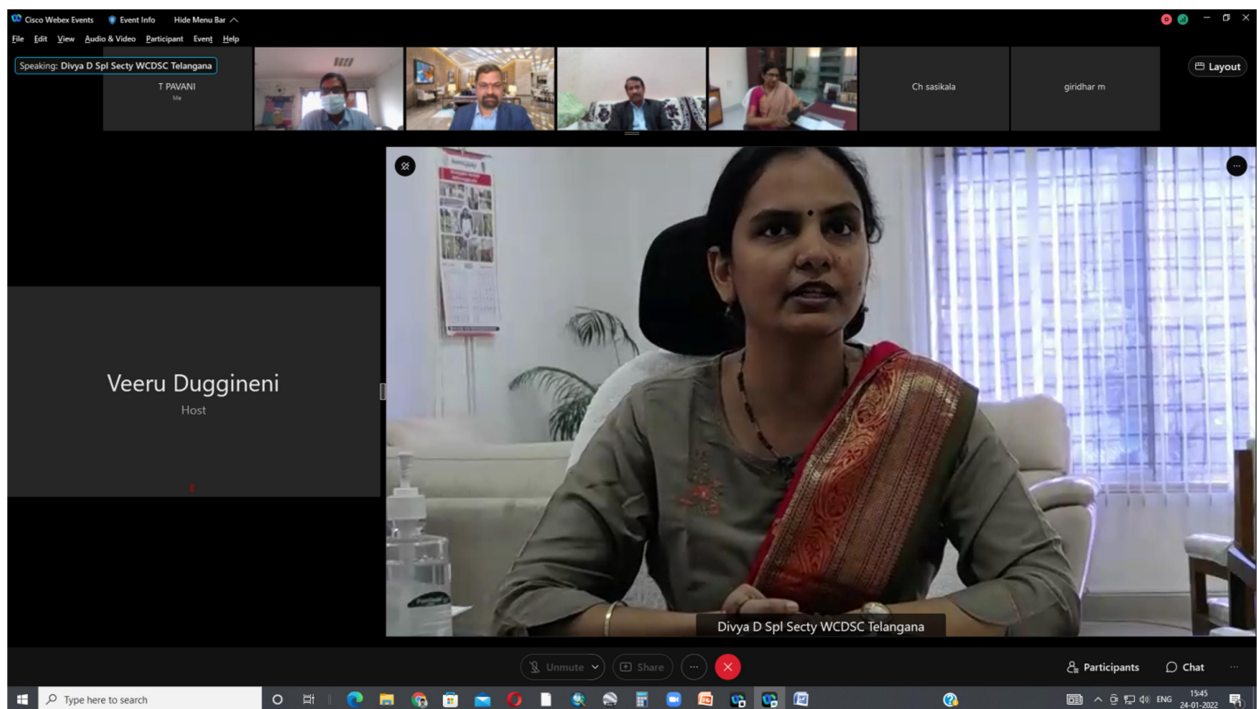 Cisco Webex Events
Event Info
Hide Menu Bar
File Edit View Audio & Video Participant Event Help
Speaking: Divya D Spl Secty WCDSC Telangana
Layout
T PAVANI
Me
Ch sasikala
giridhar m
Veeru Duggineni
Host
Divya D Spl Secty WCDSC Telangana
Unmute
Share
Participants
Chat
Type here to search
ENG
15:45
24-01-2022